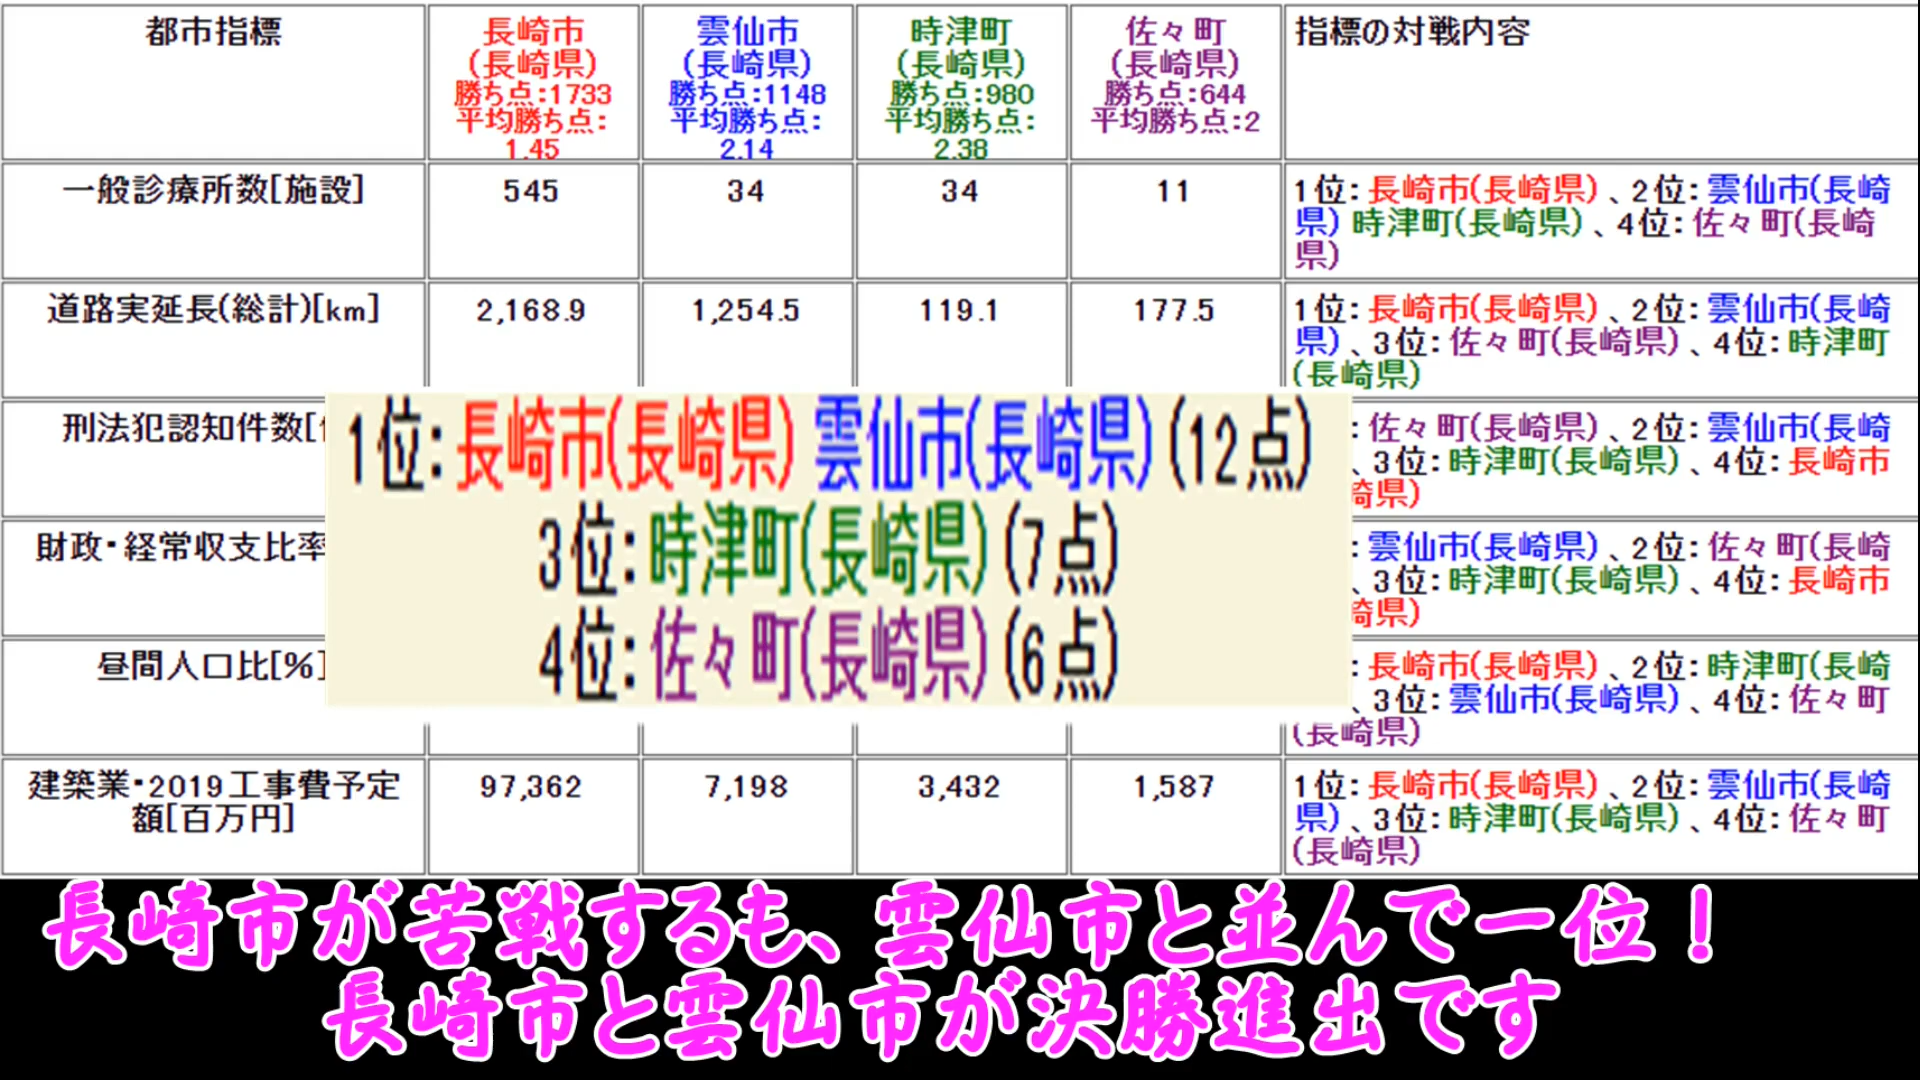 都市指標
長崎市
(長崎県)
勝ち点:1733
平均勝ち点:
1.45
雲仙市
(長崎県)
勝ち点:1148
平均勝ち点:
2.14
時津町
(長崎県)
勝ち点:980
平均勝ち点:
2.38
佐々町
(長崎県)
勝ち点:644
平均勝ち点:2
指標の対戦内容
一般診療所数[施設]
545
34
34
11
1位:長崎市(長崎県)、2位:雲仙市(長崎
県) 時津町(長崎県)、4位:佐々町(長崎
県)
道路実延長(総計)[km]
2,168.9
1,254.5
119.1
177.5
1位:長崎市(長崎県)、2位:雲仙市(長崎
県)、3位:佐々町(長崎県)、4位:時津町
(長崎県)
刑法犯認知件数[
:佐々町(長崎県)、2位:雲仙市(長崎
、3位:時津町(長崎県)、4位:長崎市
崎県)
財政・経常収支比率
:雲仙市(長崎県)、2位:佐々町(長崎
、3位:時津町(長崎県)、4位:長崎市
崎県)
昼間人口比[%]
:長崎市(長崎県)、2位:時津町(長崎
、3位:雲仙市(長崎県)、4位:佐々町
(長崎県)
建築業・2019工事費予定
額[百万円]
97,362
7,198
3,432
1,587
1位:長崎市(長崎県)、2位:雲仙市(長崎
県)、3位:時津町(長崎県)、4位:佐々町
(長崎県)
1位:長崎市(長崎県) 雲仙市(長崎県) (12点)
3位:時津町(長崎県) (7点)
4位:佐々町(長崎県) (6点)
長崎市が苦戦するも、雲仙市と並んで一位！
長崎市と雲仙市が決勝進出です